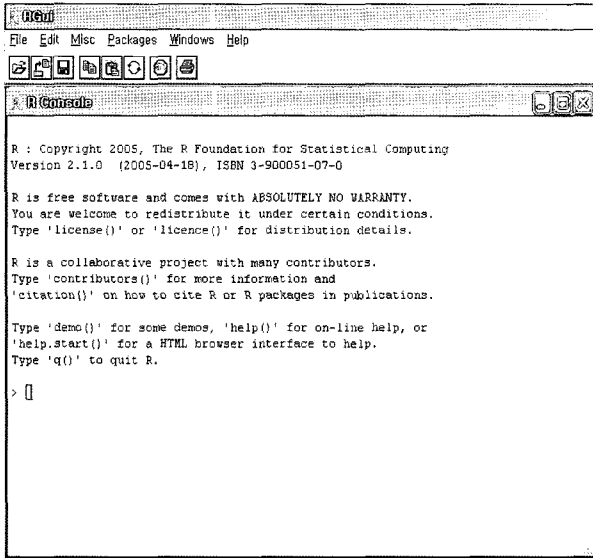 RGui
File Edit Misc Packages Windows Help
R Console
R : Copyright 2005, The R Foundation for Statistical Computing
Version 2.1.0 (2005-04-18), ISBN 3-900051-07-0
R is free software and comes with ABSOLUTELY NO WARRANTY.
You are welcome to redistribute it under certain conditions.
Type 'license()' or 'licence()' for distribution details.
R is a collaborative project with many contributors.
Type 'contributors()' for more information and
'citation()' on how to cite R or R packages in publications.
Type 'demo()' for some demos, 'help()' for on-line help, or
'help.start()' for a HTML browser interface to help.
Type 'q()' to quit R.
>